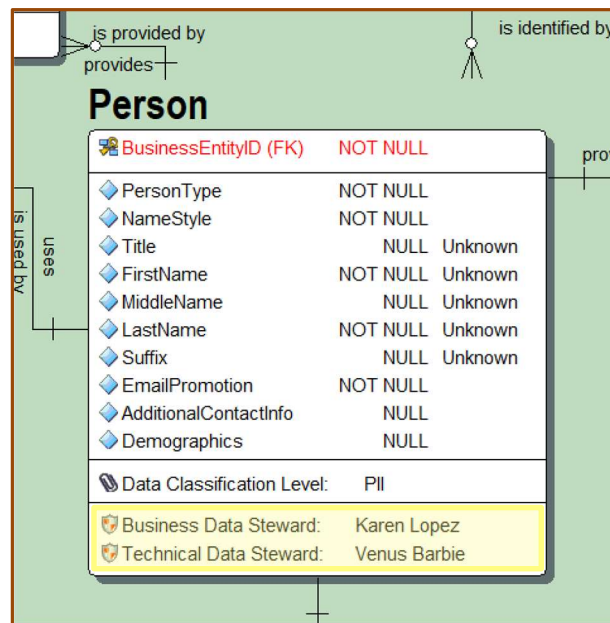 is provided by
is identified by
provides
Person
BusinessEntityID (FK) NOT NULL
prov
PersonType NOT NULL
NameStyle NOT NULL
Title NULL Unknown
FirstName NOT NULL Unknown
MiddleName NULL Unknown
LastName NOT NULL Unknown
Suffix NULL Unknown
EmailPromotion NOT NULL
AdditionalContactInfo NULL
Demographics NULL
uses
is used by
Data Classification Level: PII
Business Data Steward: Karen Lopez
Technical Data Steward: Venus Barbie